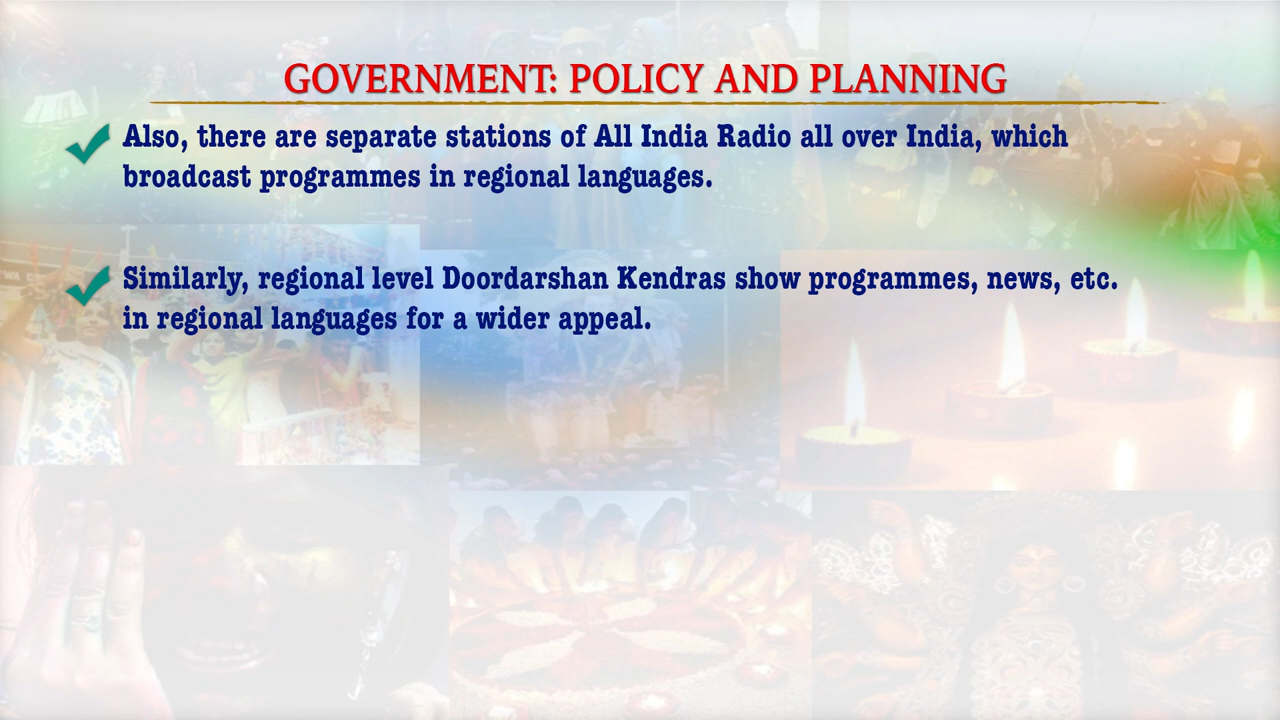 GOVERNMENT: POLICY AND PLANNING
Also, there are separate stations of All India Radio all over India, which
broadcast programmes in regional languages.
Similarly, regional level Doordarshan Kendras show programmes, news, etc.
in regional languages for a wider appeal.